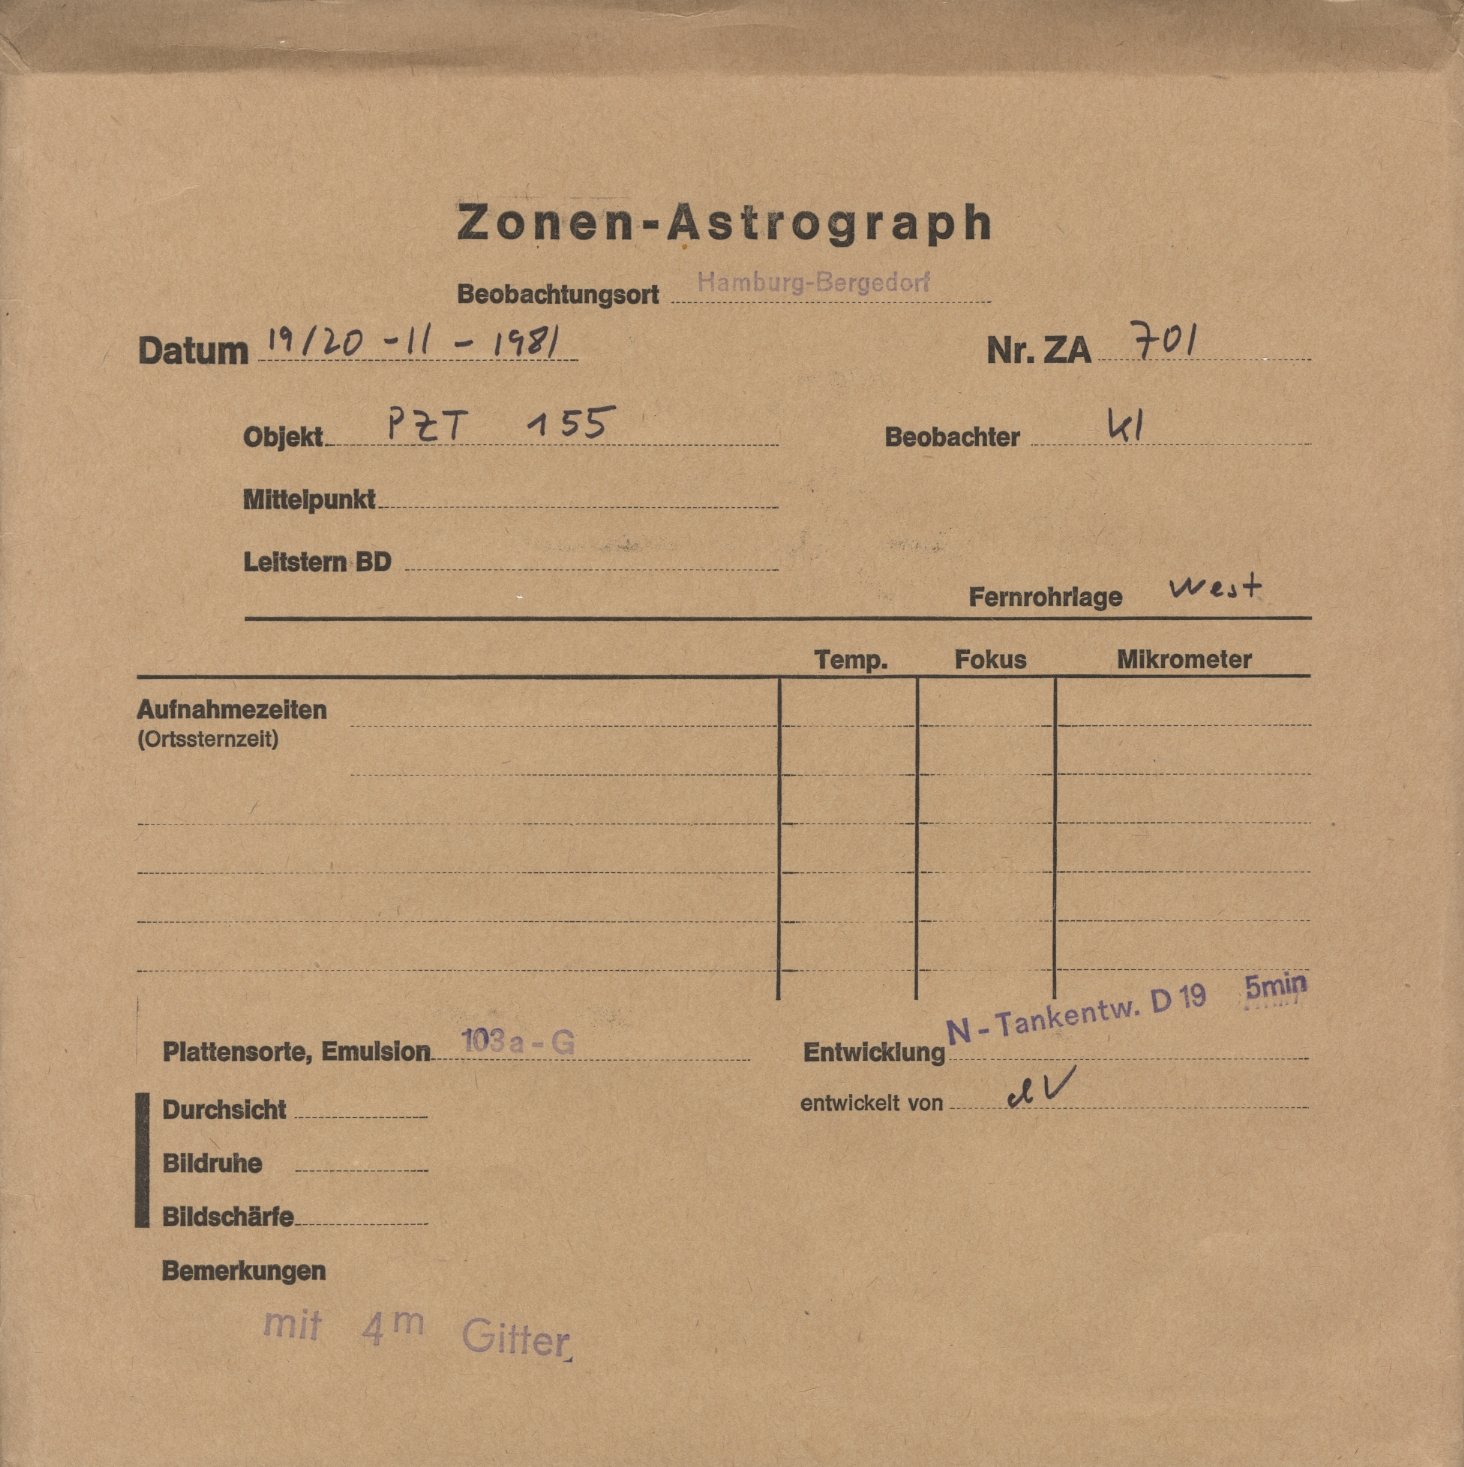 Zonen-Astrograph
Beobachtungsort Hamburg-Bergedorf
Datum 19/20 - 11 - 1981 Nr. ZA 701
Objekt PZT 155 Beobachter Kl
Mittelpunkt
Leitstern BD
Fernrohrlage West
Temp. Fokus Mikrometer
Aufnahmezeiten
(Ortssternzeit)
Plattensorte, Emulsion 103a-G Entwicklung N-Tankentw. D 19 5min
Durchsicht entwickelt von dV
Bildruhe
Bildschärfe
Bemerkungen
mit 4m Gitter